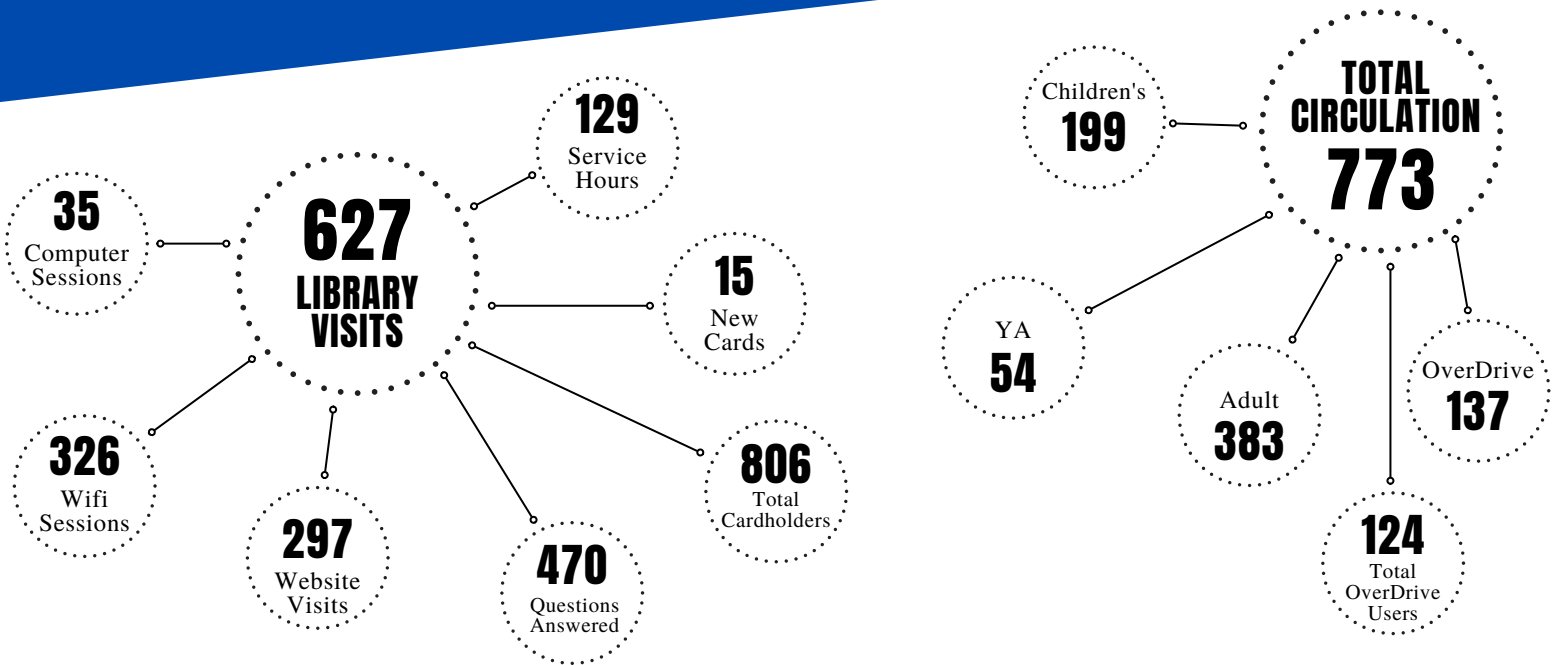 129
Service
Hours
35
Computer
Sessions
627
LIBRARY
VISITS
15
New
Cards
326
Wifi
Sessions
297
Website
Visits
470
Questions
Answered
806
Total
Cardholders
TOTAL
CIRCULATION
773
Children's
199
YA
54
Adult
383
OverDrive
137
124
Total
OverDrive
Users